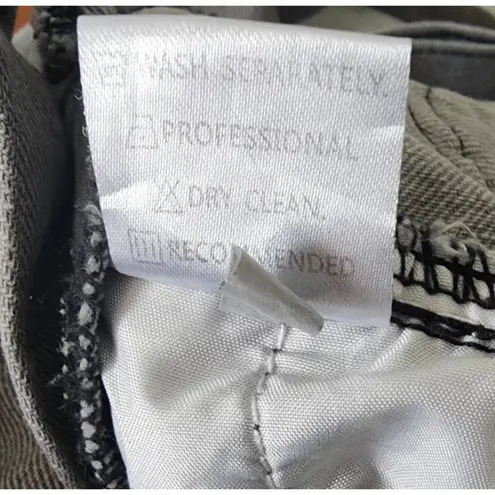 WASH SEPARATELY.
PROFESSIONAL
DRY CLEAN.
RECOMMENDED